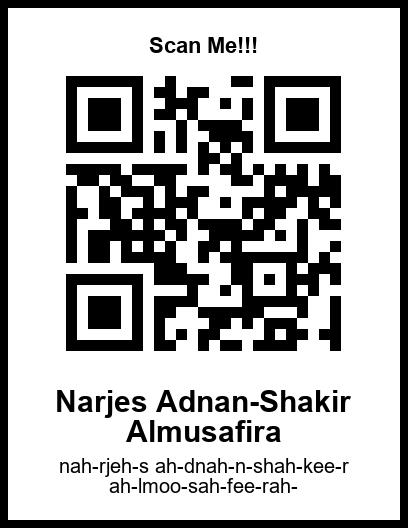 Scan Me!!!
Narjes Adnan-Shakir
Almusafira
nah-rjeh-s ah-dnah-n-shah-kee-r
ah-lmoo-sah-fee-rah-